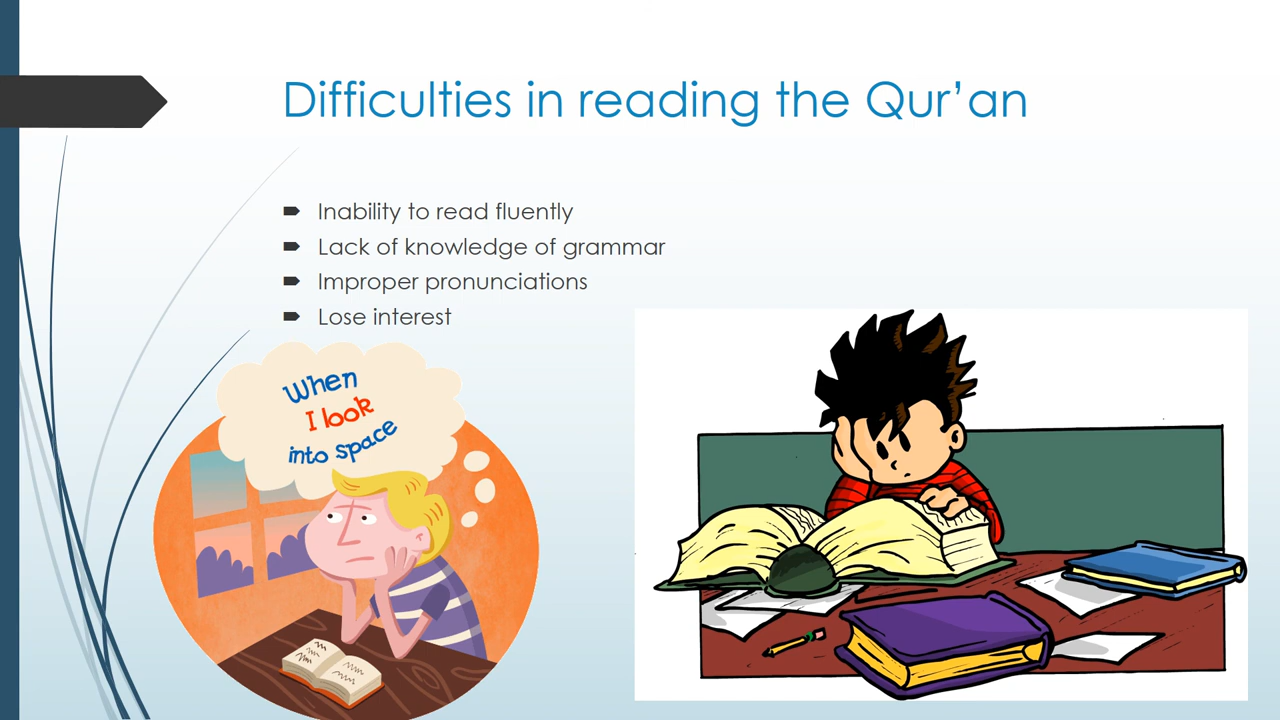 Difficulties in reading the Qur’an
Inability to read fluently
Lack of knowledge of grammar
Improper pronunciations
Lose interest
When
I look
into space